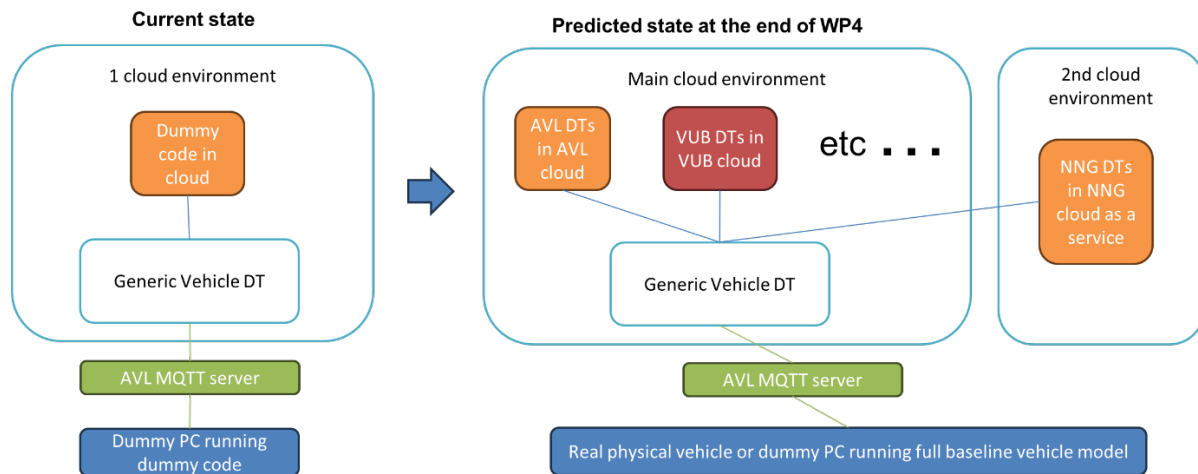 Current state
1 cloud environment
Dummy
code in
cloud
Generic Vehicle DT
AVL MQTT server
Dummy PC running
dummy code
Predicted state at the end of WP4
Main cloud environment
AVL DTs
in AVL
cloud
VUB DTs in
VUB cloud
etc ...
Generic Vehicle DT
AVL MQTT server
Real physical vehicle or dummy PC running full baseline vehicle model
2nd cloud
environment
NNG DTs
in NNG
cloud as a
service